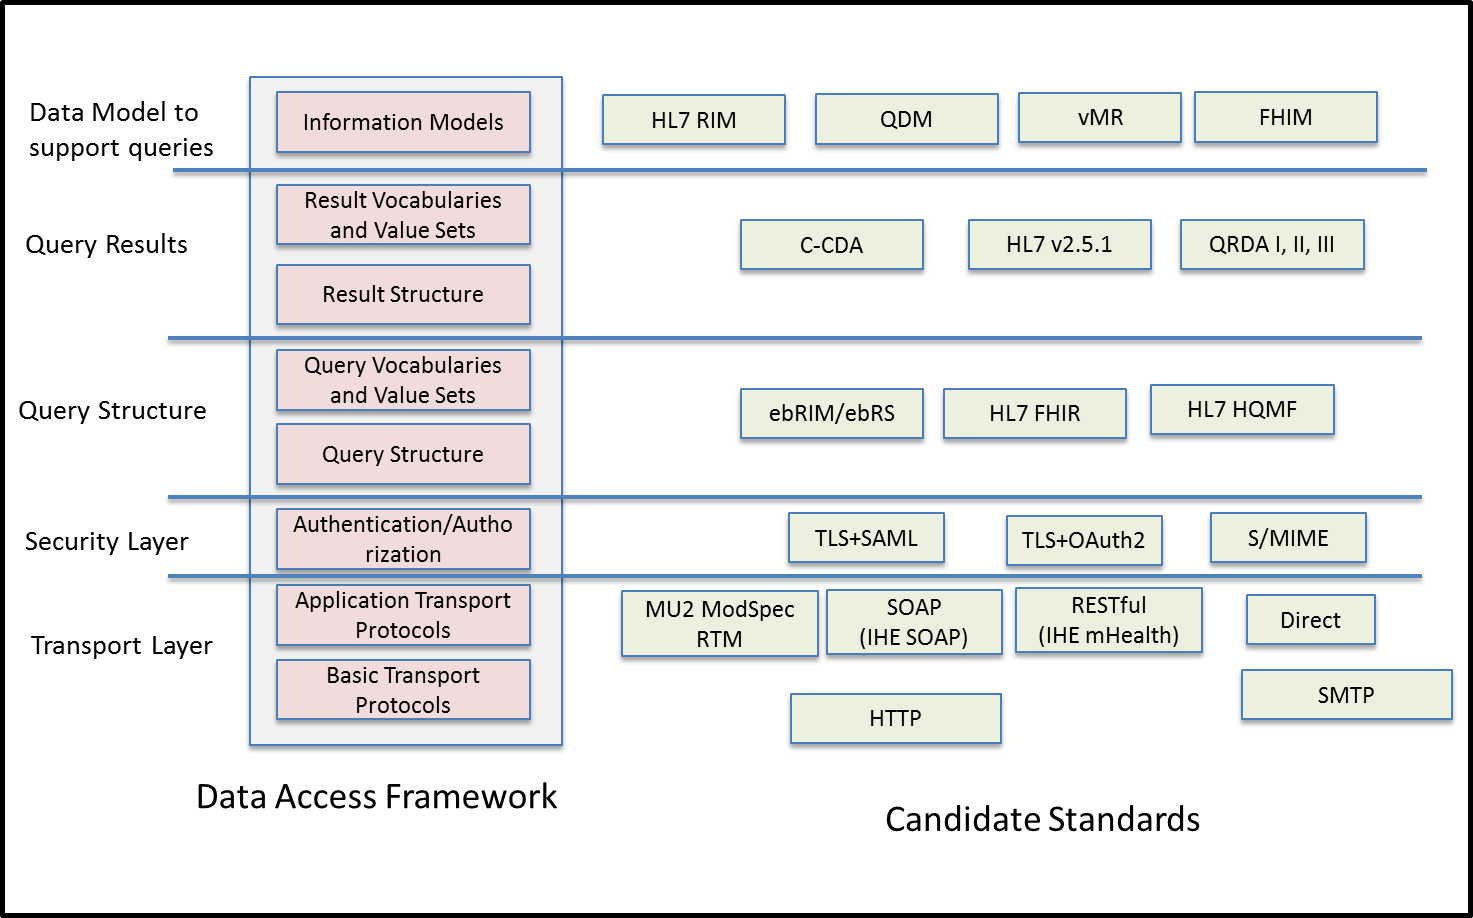 Data Model to
support queries
Information Models
HL7 RIM
QDM
vMR
FHIM
Query Results
Result Vocabularies
and Value Sets
Result Structure
C-CDA
HL7 v2.5.1
QRDA I, II, III
Query Structure
Query Vocabularies
and Value Sets
Query Structure
ebRIM/ebRS
HL7 FHIR
HL7 HQMF
Security Layer
Authentication/Autho
rization
TLS+SAML
TLS+OAuth2
S/MIME
Transport Layer
Application Transport
Protocols
Basic Transport
Protocols
MU2 ModSpec
RTM
SOAP
(IHE SOAP)
RESTful
(IHE mHealth)
Direct
HTTP
SMTP
Data Access Framework
Candidate Standards